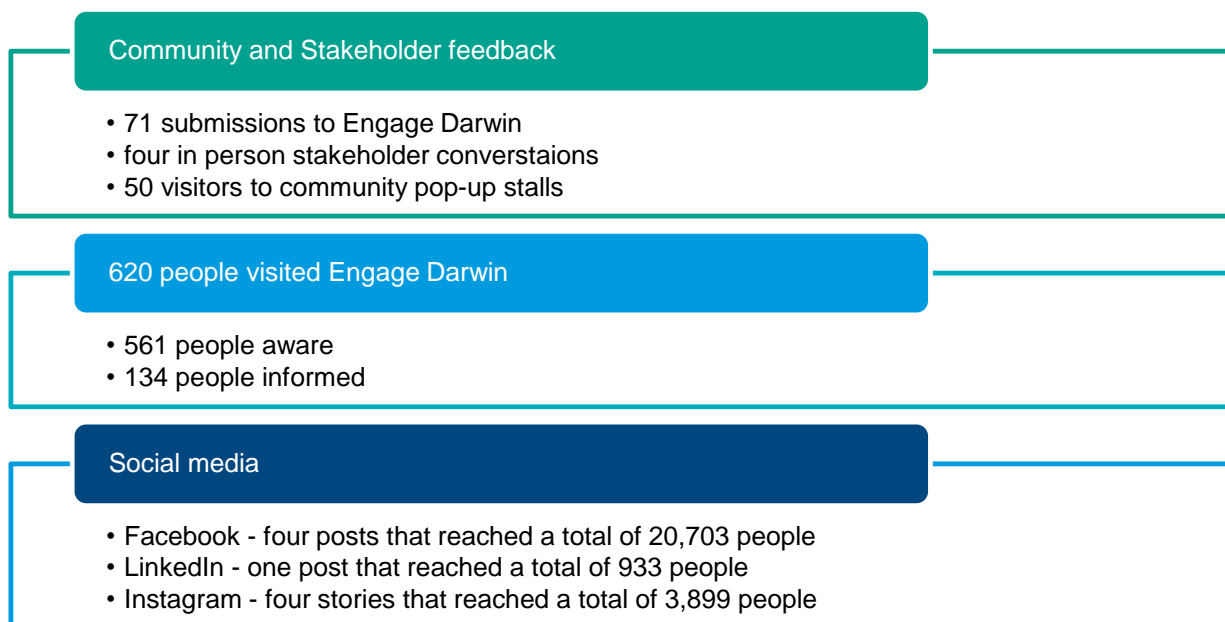 Community and Stakeholder feedback
• 71 submissions to Engage Darwin
• four in person stakeholder converstaions
• 50 visitors to community pop-up stalls
620 people visited Engage Darwin
• 561 people aware
• 134 people informed
Social media
• Facebook - four posts that reached a total of 20,703 people
• LinkedIn - one post that reached a total of 933 people
• Instagram - four stories that reached a total of 3,899 people